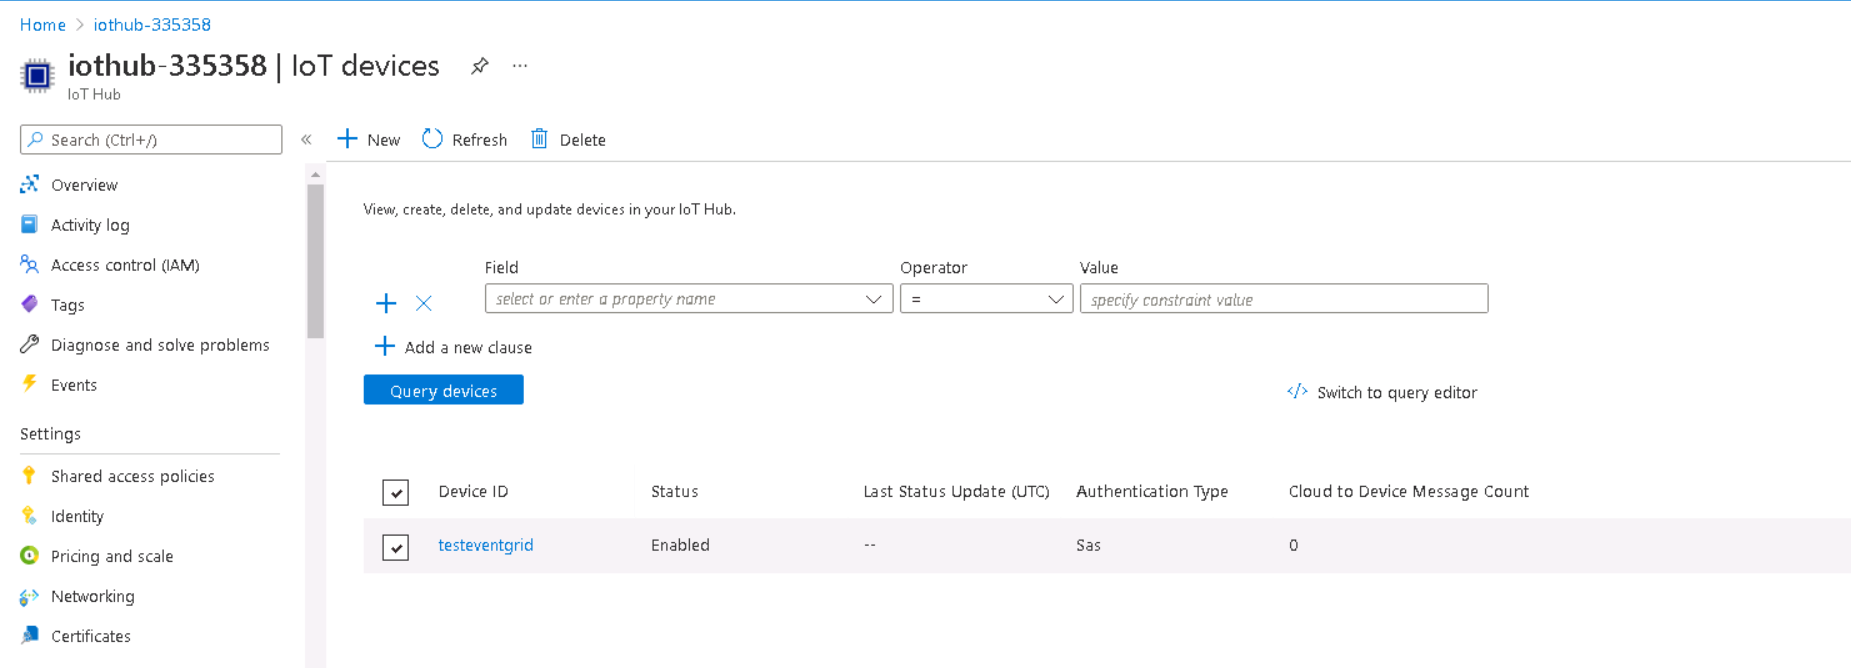 Home > iothub-335358
iothub-335358 | IoT devices ...
IoT Hub
Search (Ctrl+/)
«
New
Refresh
Delete
Overview
Activity log
Access control (IAM)
Tags
Diagnose and solve problems
Events
Settings
Shared access policies
Identity
Pricing and scale
Networking
Certificates
View, create, delete, and update devices in your IoT Hub.
Field Operator Value
select or enter a property name = specify constraint value
Add a new clause
Query devices
</> Switch to query editor
Device ID Status Last Status Update (UTC) Authentication Type Cloud to Device Message Count
testeventgrid Enabled -- Sas 0